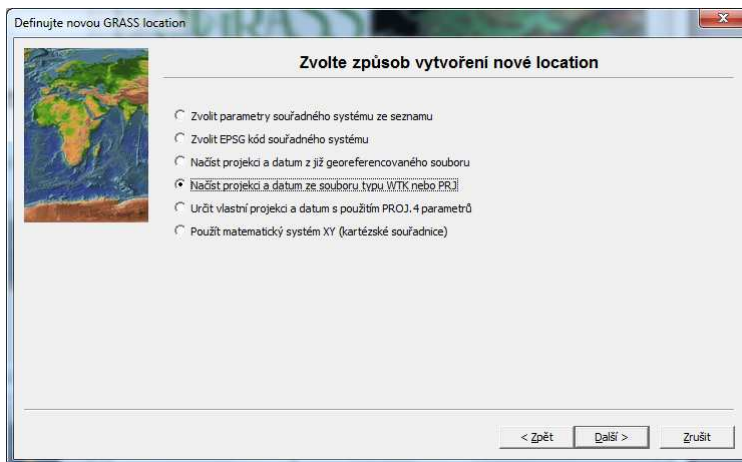 Definujte novou GRASS location
Zvolte způsob vytvoření nové location
Zvolit parametry souřadného systému ze seznamu
Zvolit EPSG kód souřadného systému
Načíst projekci a datum z již georeferencovaného souboru
Načíst projekci a datum ze souboru typu WTK nebo PRJ
Určit vlastní projekci a datum s použitím PROJ.4 parametrů
Použít matematický systém XY (kartézské souřadnice)
< Zpět Další > Zrušit